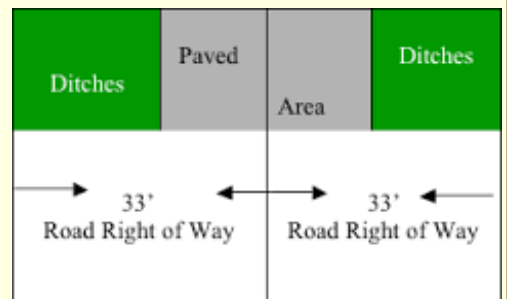 Ditches
Paved
Area
Ditches
33’
Road Right of Way
33’
Road Right of Way